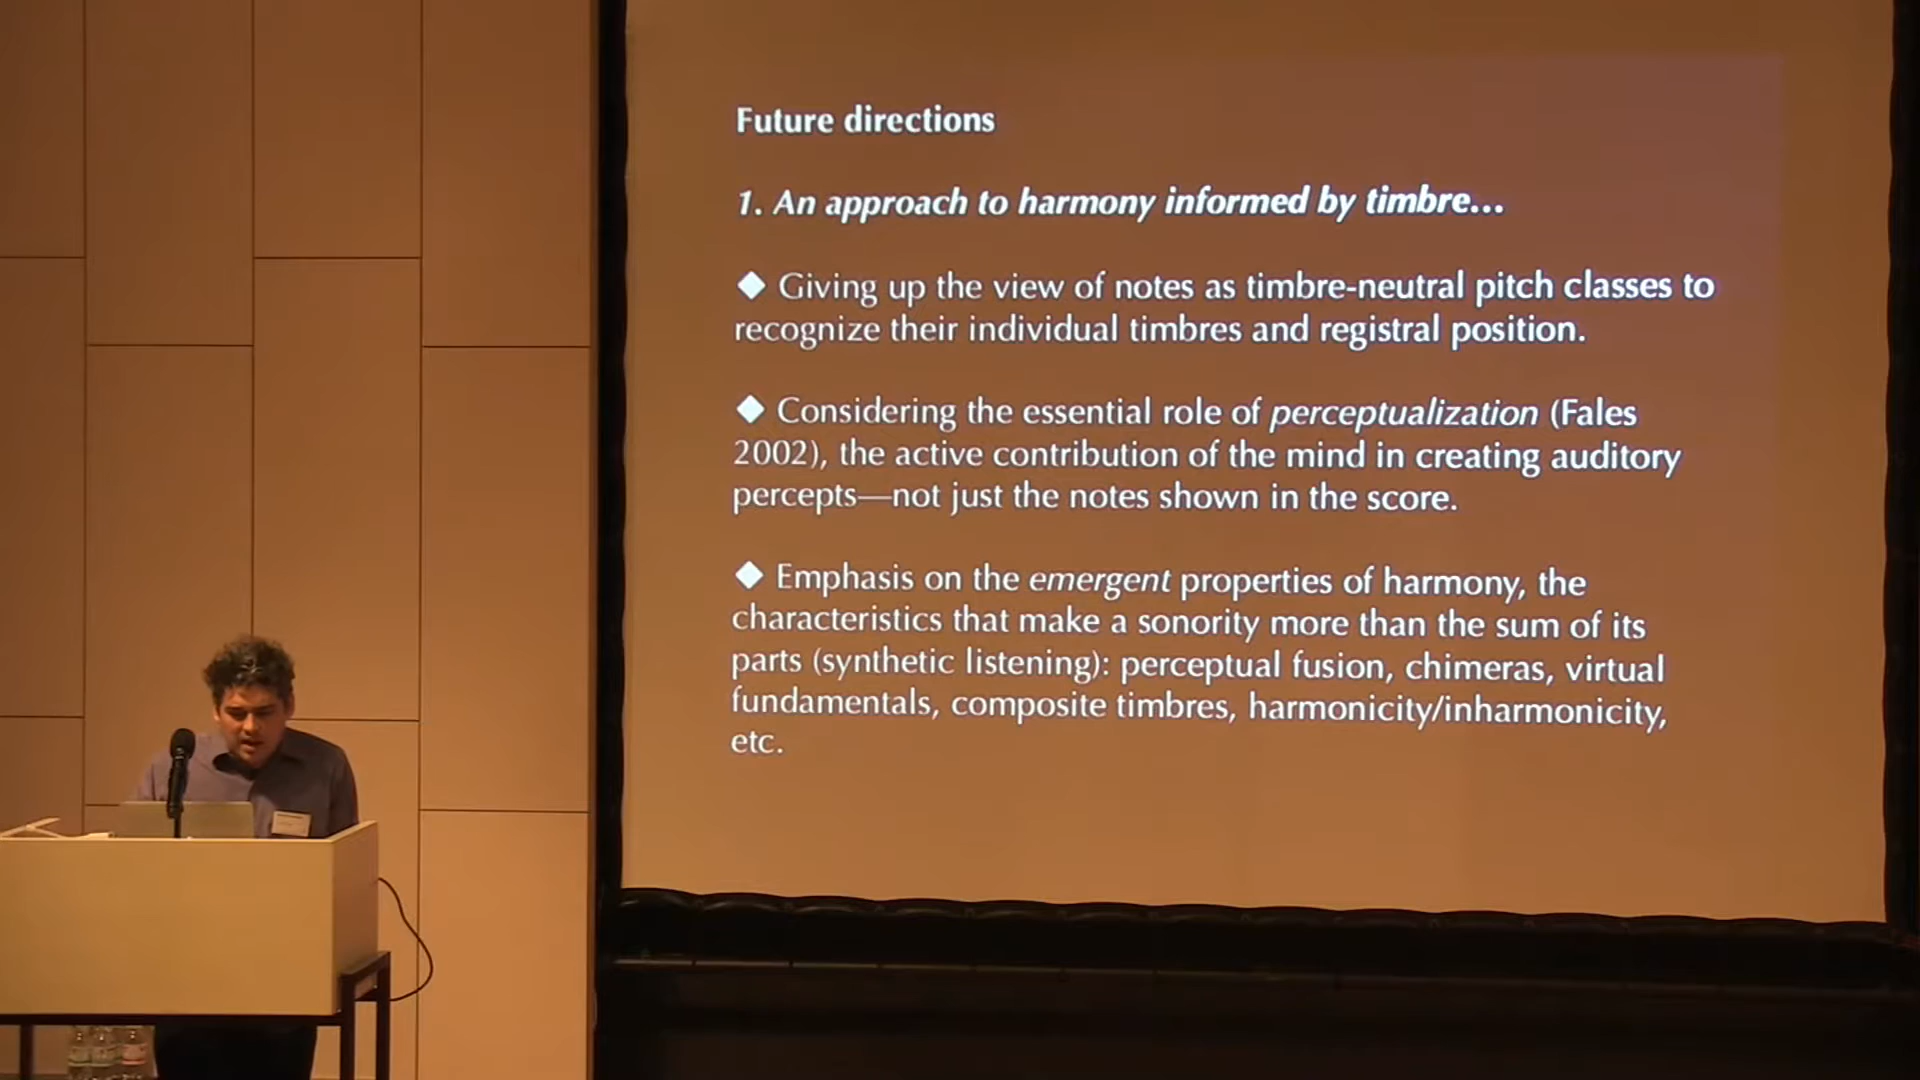 Future directions
1. An approach to harmony informed by timbre...
◆ Giving up the view of notes as timbre-neutral pitch classes to
recognize their individual timbres and registral position.
◆ Considering the essential role of perceptualization (Fales
2002), the active contribution of the mind in creating auditory
percepts—not just the notes shown in the score.
◆ Emphasis on the emergent properties of harmony, the
characteristics that make a sonority more than the sum of its
parts (synthetic listening): perceptual fusion, chimeras, virtual
fundamentals, composite timbres, harmonicity/inharmonicity,
etc.